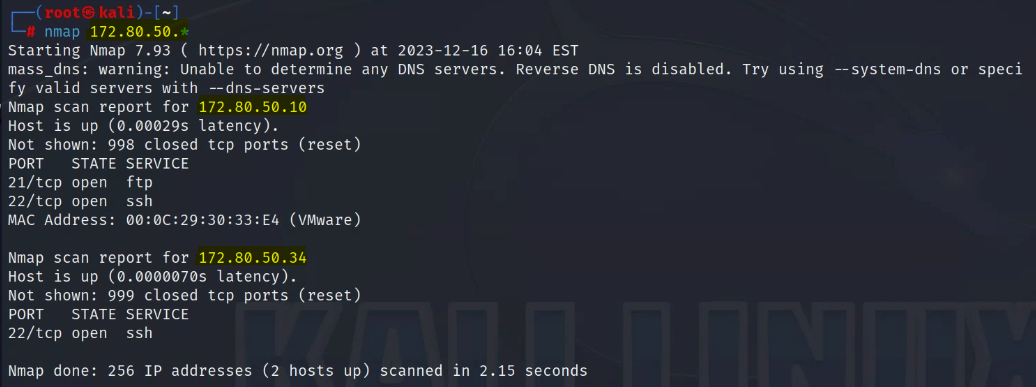 ┌──(root㉿kali)-[~]
└─# nmap 172.80.50.*
Starting Nmap 7.93 ( https://nmap.org ) at 2023-12-16 16:04 EST
mass_dns: warning: Unable to determine any DNS servers. Reverse DNS is disabled. Try using --system-dns or speci
fy valid servers with --dns-servers
Nmap scan report for 172.80.50.10
Host is up (0.00029s latency).
Not shown: 998 closed tcp ports (reset)
PORT   STATE SERVICE
21/tcp open  ftp
22/tcp open  ssh
MAC Address: 00:0C:29:30:33:E4 (VMware)
Nmap scan report for 172.80.50.34
Host is up (0.0000070s latency).
Not shown: 999 closed tcp ports (reset)
PORT   STATE SERVICE
22/tcp open  ssh
Nmap done: 256 IP addresses (2 hosts up) scanned in 2.15 seconds
KALI LINUX